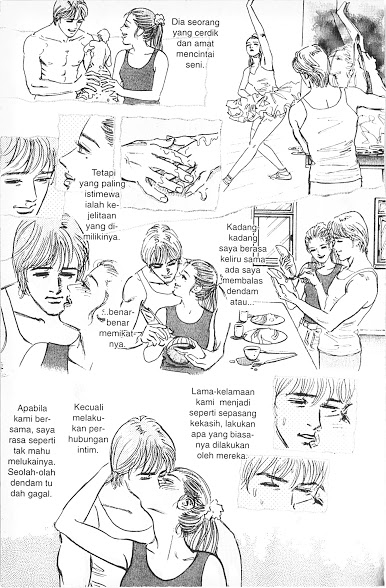 Dia seorang
yang cerdik
dan amat
mencintai
seni.
Tetapi
yang paling
istimewa
ialah ke-
jelitaan
yang di-
milikinya.
Kadang
kadang
saya berasa
keliru sama
ada saya
membalas
dendam
atau...
...benar-
benar
memikat-
nya.
Lama-kelamaan
kami menjadi
seperti sepasang
kekasih, lakukan
apa yang biasa-
nya dilakukan
oleh mereka.
Kecuali
melaku-
kan per-
hubungan
intim.
Apabila
kami ber-
sama, saya
rasa seperti
tak mahu
melukainya.
Seolah-olah
dendam tu
dah gagal.